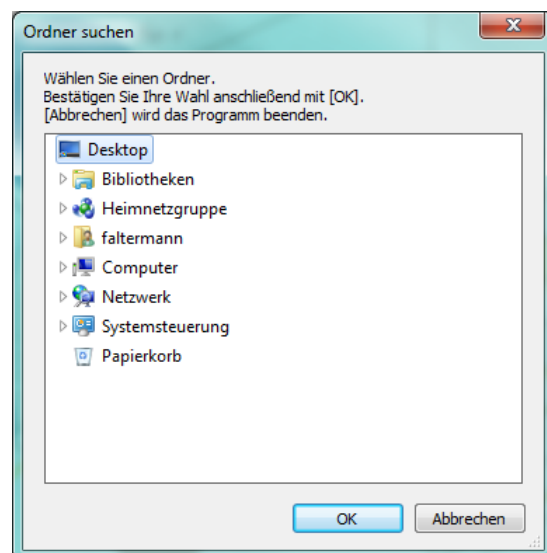 Ordner suchen
Wählen Sie einen Ordner.
Bestätigen Sie Ihre Wahl anschließend mit [OK].
[Abbrechen] wird das Programm beenden.
Desktop
Bibliotheken
Heimnetzgruppe
faltermann
Computer
Netzwerk
Systemsteuerung
Papierkorb
OK Abbrechen